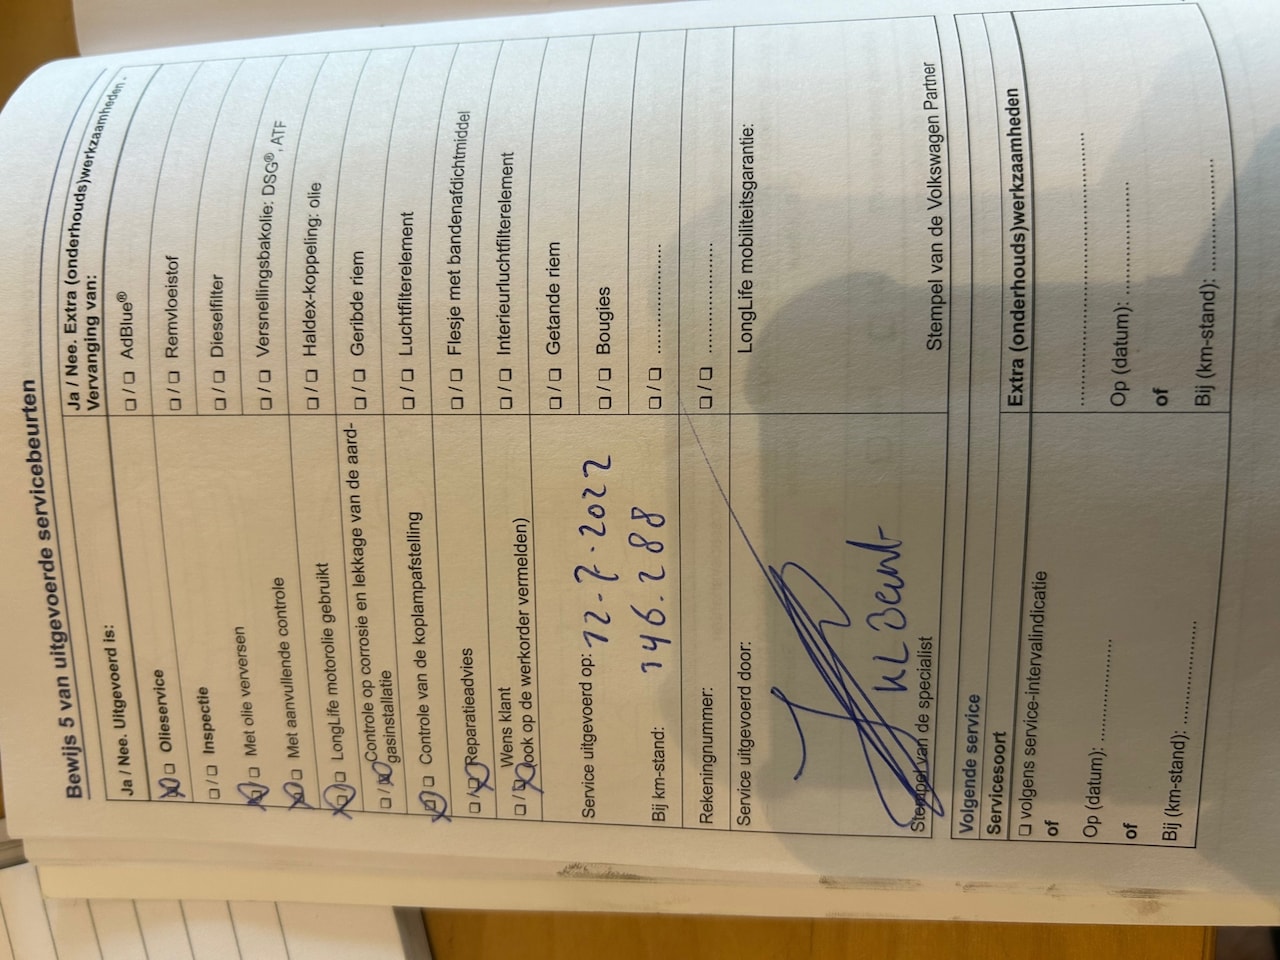 Bewijs 5 van uitgevoerde servicebeurten
Ja / Nee. Uitgevoerd is:
☒ ☐ Olieservice
☐ / ☐ Inspectie
☒ ☐ Met olie verversen
☒ ☐ Met aanvullende controle
☒ ☐ LongLife motorolie gebruikt
☐ / ☒ Controle op corrosie en lekkage van de aard-
gasinstallatie
☒ ☐ Controle van de koplampafstelling
☐ / ☒ Reparatieadvies
Wens klant
☐ / ☒ (ook op de werkorder vermelden)
Service uitgevoerd op: 12-7-2022
Bij km-stand: 146.288
Rekeningnummer:
Service uitgevoerd door:
KL
Stempel van de specialist
Ja / Nee. Extra (onderhouds)werkzaamheden.
Vervanging van:
☐ / ☐ AdBlue®
☐ / ☐ Remvloeistof
☐ / ☐ Dieselfilter
☐ / ☐ Versnellingsbakolie: DSG®, ATF
☐ / ☐ Haldex-koppeling: olie
☐ / ☐ Geribde riem
☐ / ☐ Luchtfilterelement
☐ / ☐ Flesje met bandenafdichtmiddel
☐ / ☐ Interieurluchtfilterelement
☐ / ☐ Getande riem
☐ / ☐ Bougies
☐ / ☐ ....................
☐ / ☐ ....................
LongLife mobiliteitsgarantie:
Stempel van de Volkswagen Partner
Volgende service
Servicesoort
☐ volgens service-intervalindicatie
of
Op (datum): ....................
of
Bij (km-stand): ....................
Extra (onderhouds)werkzaamheden
........................................
Op (datum): ....................
of
Bij (km-stand): ....................